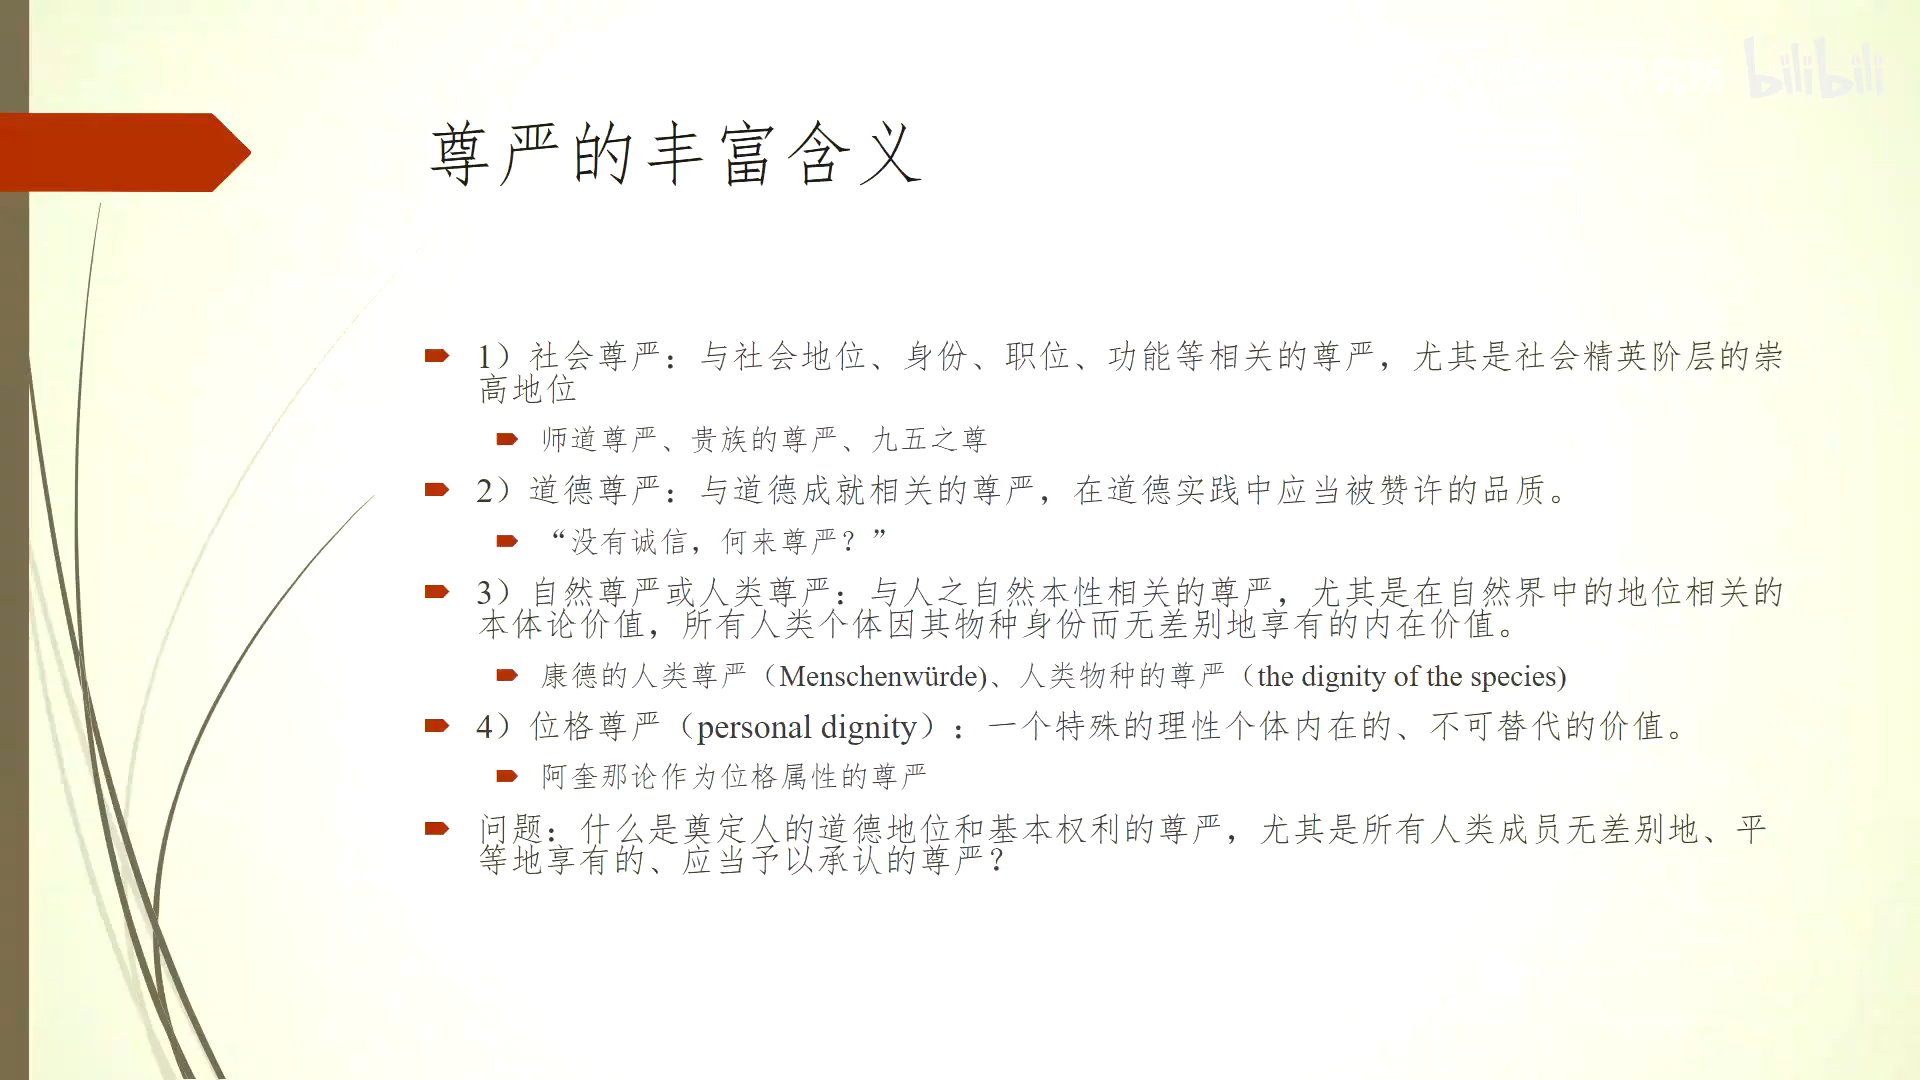 bilibili
尊严的丰富含义
1）社会尊严：与社会地位、身份、职位、功能等相关的尊严，尤其是社会精英阶层的崇
高地位
师道尊严、贵族的尊严、九五之尊
2）道德尊严：与道德成就相关的尊严，在道德实践中应当被赞许的品质。
“没有诚信，何来尊严？”
3）自然尊严或人类尊严：与人之自然本性相关的尊严，尤其是在自然界中的地位相关的
本体论价值，所有人类个体因其物种身份而无差别地享有的内在价值。
康德的人类尊严（Menschenwürde)、人类物种的尊严（the dignity of the species)
4）位格尊严（personal dignity）：一个特殊的理性个体内在的、不可替代的价值。
阿奎那论作为位格属性的尊严
问题：什么是奠定人的道德地位和基本权利的尊严，尤其是所有人类成员无差别地、平
等地享有的、应当予以承认的尊严？